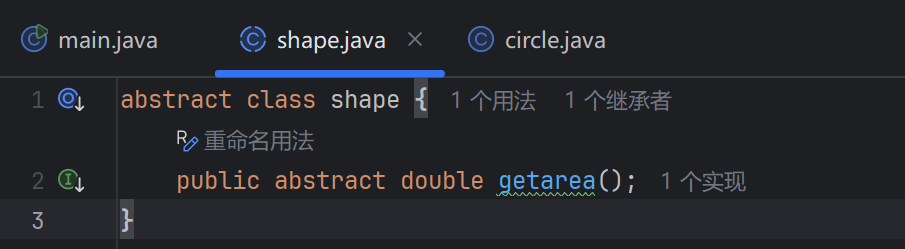 main.java shape.java circle.java
1 abstract class shape { 1 个用法 1 个继承者
重命名用法
2 public abstract double getarea(); 1 个实现
3 }